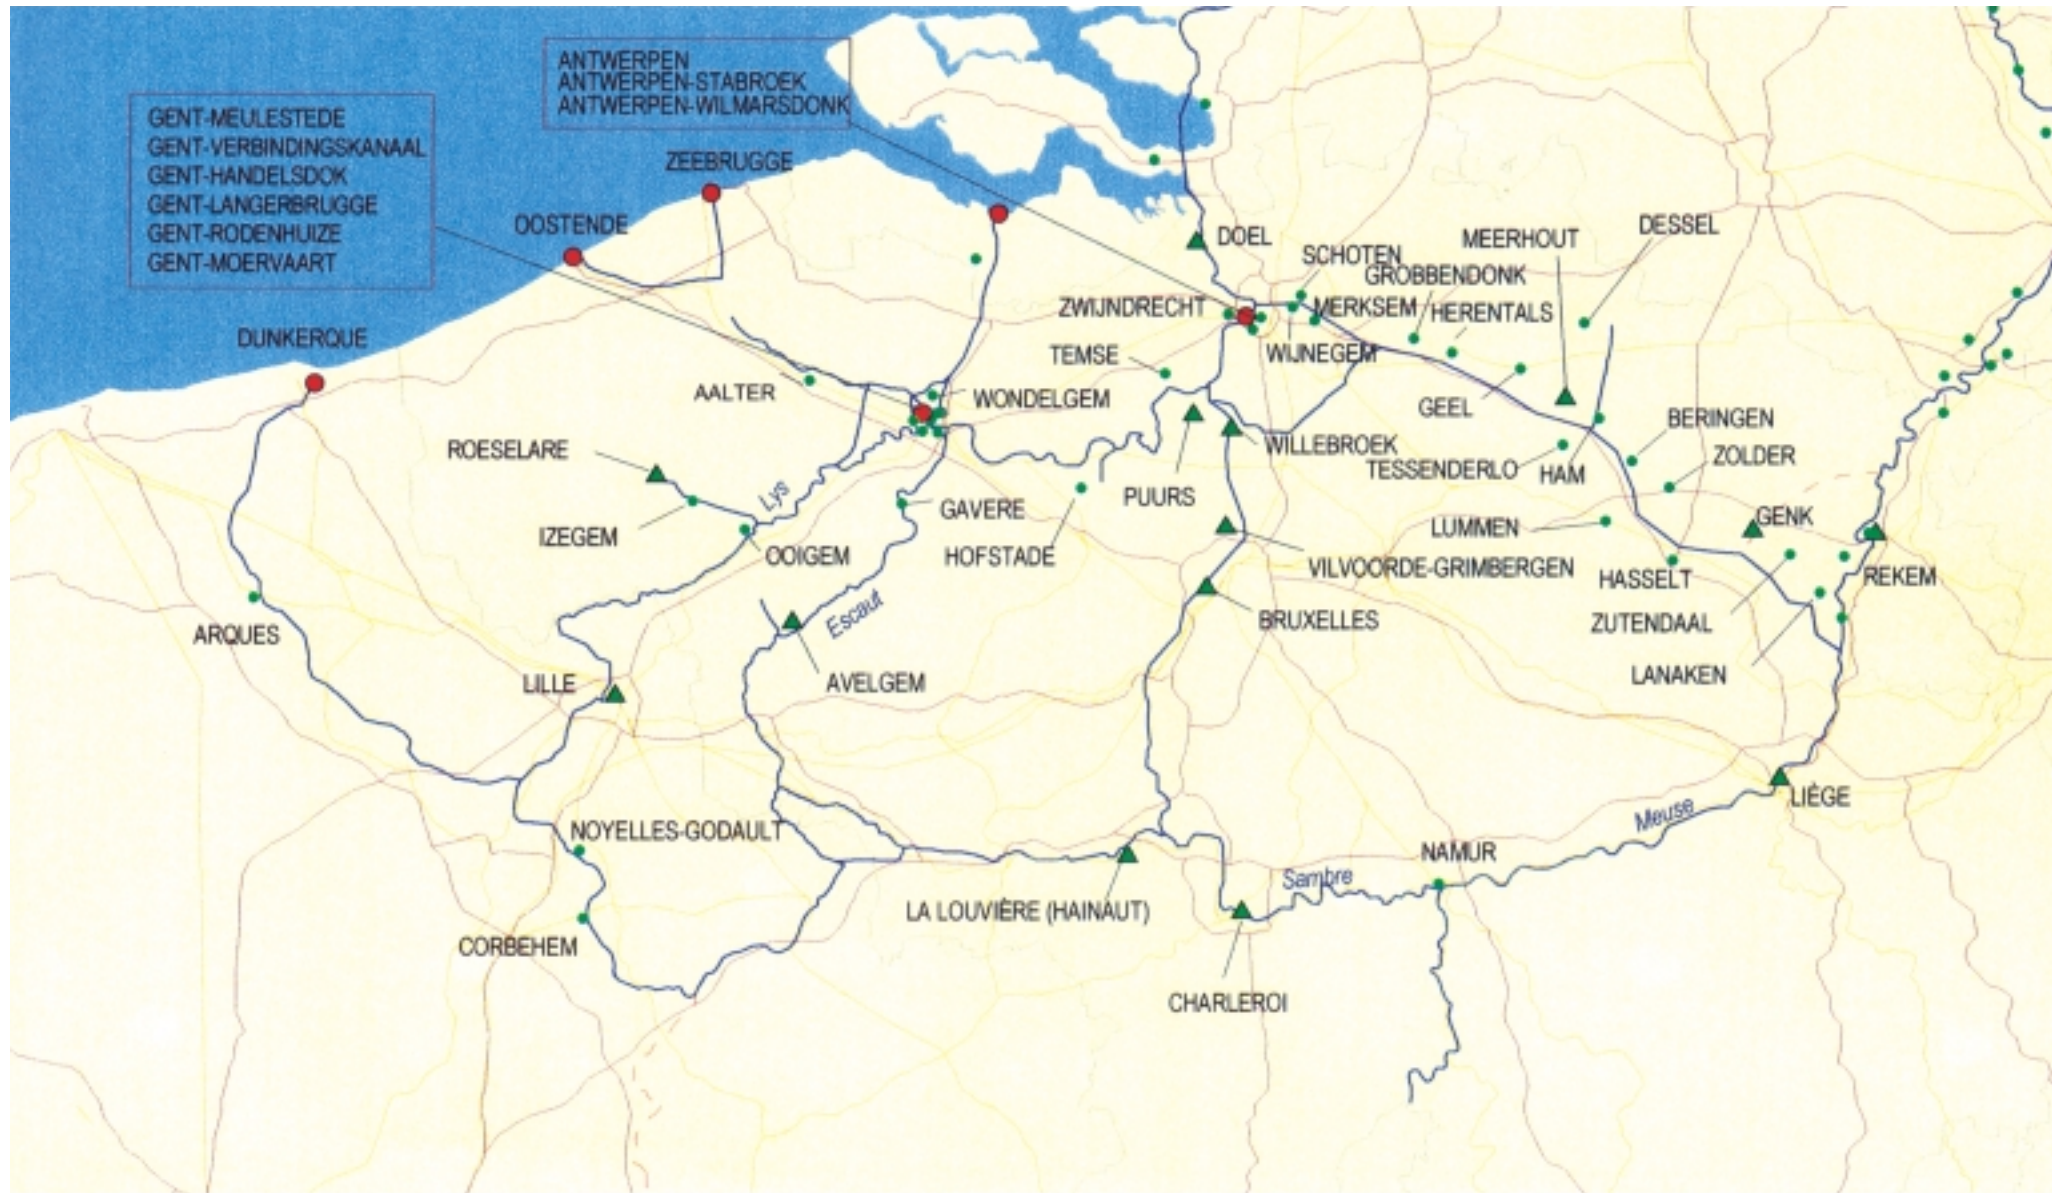 ANTWERPEN
ANTWERPEN-STABROEK
ANTWERPEN-WILMARSDONK
GENT-MEULESTEDE
GENT-VERBINDINGSKANAAL
GENT-HANDELSDOK
GENT-LANGERBRUGGE
GENT-RODENHUIZE
GENT-MOERVAART
ZEEBRUGGE
OOSTENDE
DUNKERQUE
DOEL
SCHOTEN
MEERHOUT
DESSEL
GROBBENDONK
ZWIJNDRECHT
MERKSEM
HERENTALS
TEMSE
WIJNEGEM
AALTER
WONDELGEM
GEEL
BERINGEN
ROESELARE
WILLEBROEK
TESSENDERLO
HAM
ZOLDER
Lys
PUURS
IZEGEM
OOIGEM
GAVERE
HOFSTADE
LUMMEN
GENK
VILVOORDE-GRIMBERGEN
HASSELT
REKEM
ARQUES
Escaut
BRUXELLES
ZUTENDAAL
LILLE
AVELGEM
LANAKEN
LIÈGE
Meuse
NOYELLES-GODAULT
NAMUR
Sambre
LA LOUVIÈRE (HAINAUT)
CORBEHEM
CHARLEROI